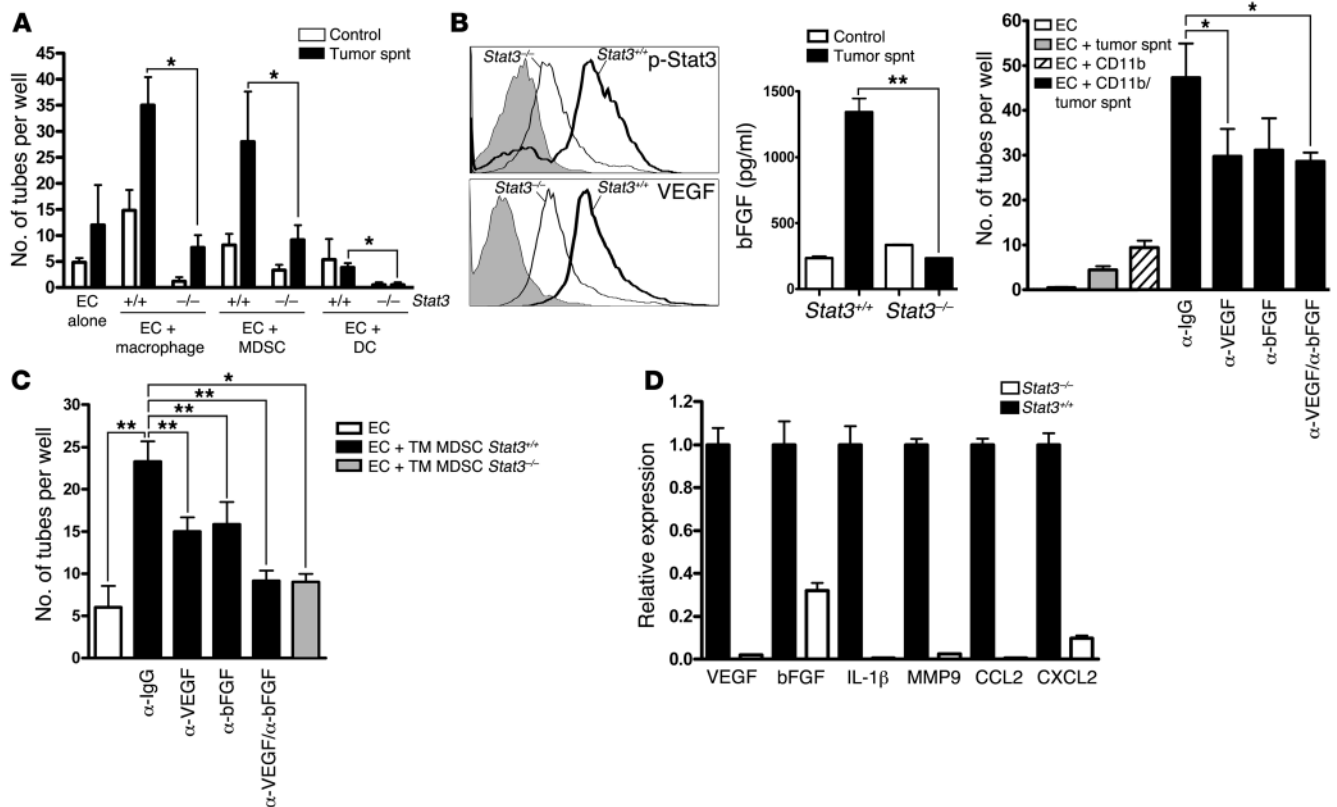 A
Control
Tumor spnt
No. of tubes per well
45
40
35
30
25
20
15
10
5
0
*
*
*
EC alone
+/+
–/–
+/+
–/–
+/+
–/–
Stat3
EC + macrophage
EC + MDSC
EC + DC
B
Stat3–/–
Stat3+/+
p-Stat3
Stat3–/–
Stat3+/+
VEGF
Control
Tumor spnt
bFGF (pg/ml)
1500
1000
500
0
**
Stat3+/+
Stat3–/–
EC
EC + tumor spnt
EC + CD11b
EC + CD11b/
tumor spnt
No. of tubes per well
60
50
40
30
20
10
0
*
*
α-IgG
α-VEGF
α-bFGF
α-VEGF/α-bFGF
C
No. of tubes per well
30
25
20
15
10
5
0
**
**
**
**
*
EC
EC + TM MDSC Stat3+/+
EC + TM MDSC Stat3–/–
α-IgG
α-VEGF
α-bFGF
α-VEGF/α-bFGF
D
Stat3–/–
Stat3+/+
Relative expression
1.2
1.0
0.8
0.6
0.4
0.2
0.0
VEGF
bFGF
IL-1β
MMP9
CCL2
CXCL2